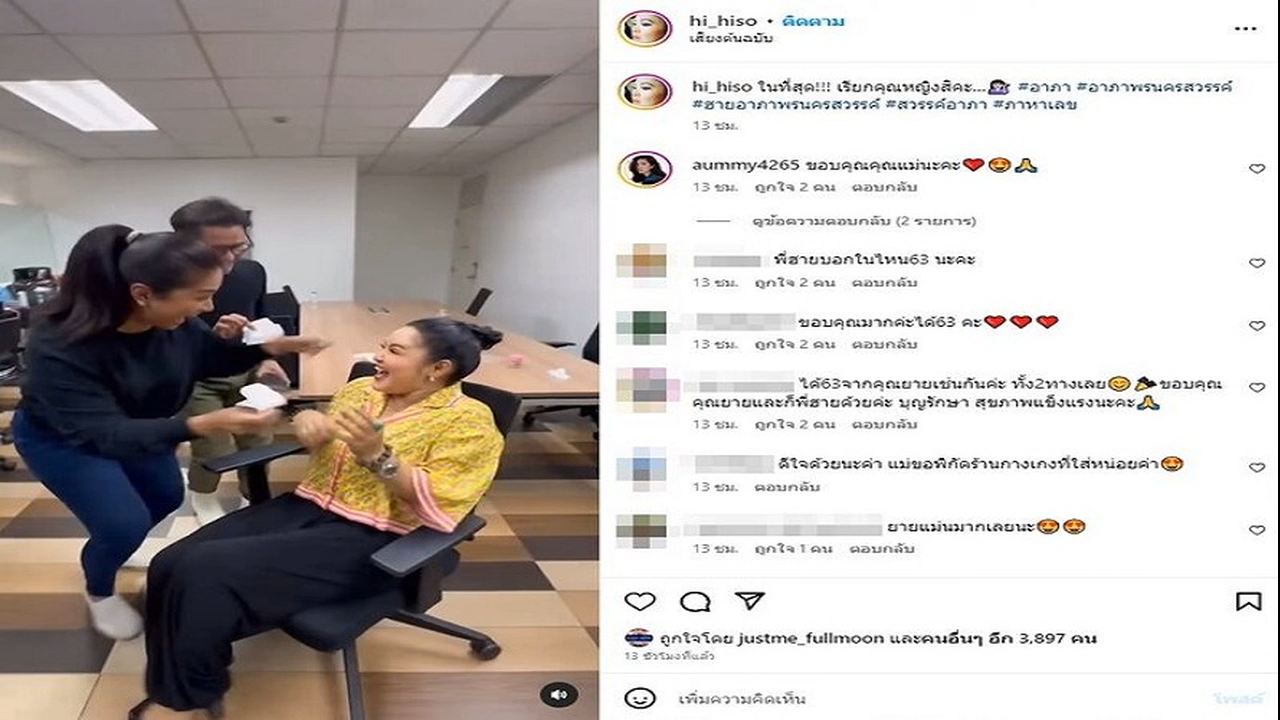 hi_hiso • ติดตาม
เสียงต้นฉบับ
hi_hiso ในที่สุด!!! เรียกคุณหญิงสิคะ...🙇🏻‍♀️ #อาภา #อาภาพรนครสวรรค์
#ฮายอาภาพรนครสวรรค์ #สวรรค์อาภา #ภาหาเลข
13 ชม.
aummy4265 ขอบคุณคุณแม่นะคะ❤️😍🙏
13 ชม. ถูกใจ 2 คน ตอบกลับ
ดูข้อความตอบกลับ (2 รายการ)
พี่ฮายบอกในไหน63 นะคะ
13 ชม. ถูกใจ 2 คน ตอบกลับ
ขอบคุณมากค่ะได้63 คะ❤️❤️❤️
13 ชม. ถูกใจ 2 คน ตอบกลับ
ได้63จากคุณยายเช่นกันค่ะ ทั้ง2ทางเลย😊🎉ขอบคุณ
คุณยายและก็พี่ฮายด้วยค่ะ บุญรักษา สุขภาพแข็งแรงนะคะ🙏
13 ชม. ถูกใจ 2 คน ตอบกลับ
ดีใจด้วยนะค่า แม่ขอพิกัดร้านกางเกงที่ใส่หน่อยค่า😍
13 ชม. ตอบกลับ
ยายแม่นมากเลยนะ😍😍
13 ชม. ถูกใจ 1 คน ตอบกลับ
ถูกใจโดย justme_fullmoon และคนอื่นๆ อีก 3,897 คน
13 ชั่วโมงที่แล้ว
เพิ่มความคิดเห็น
โพสต์